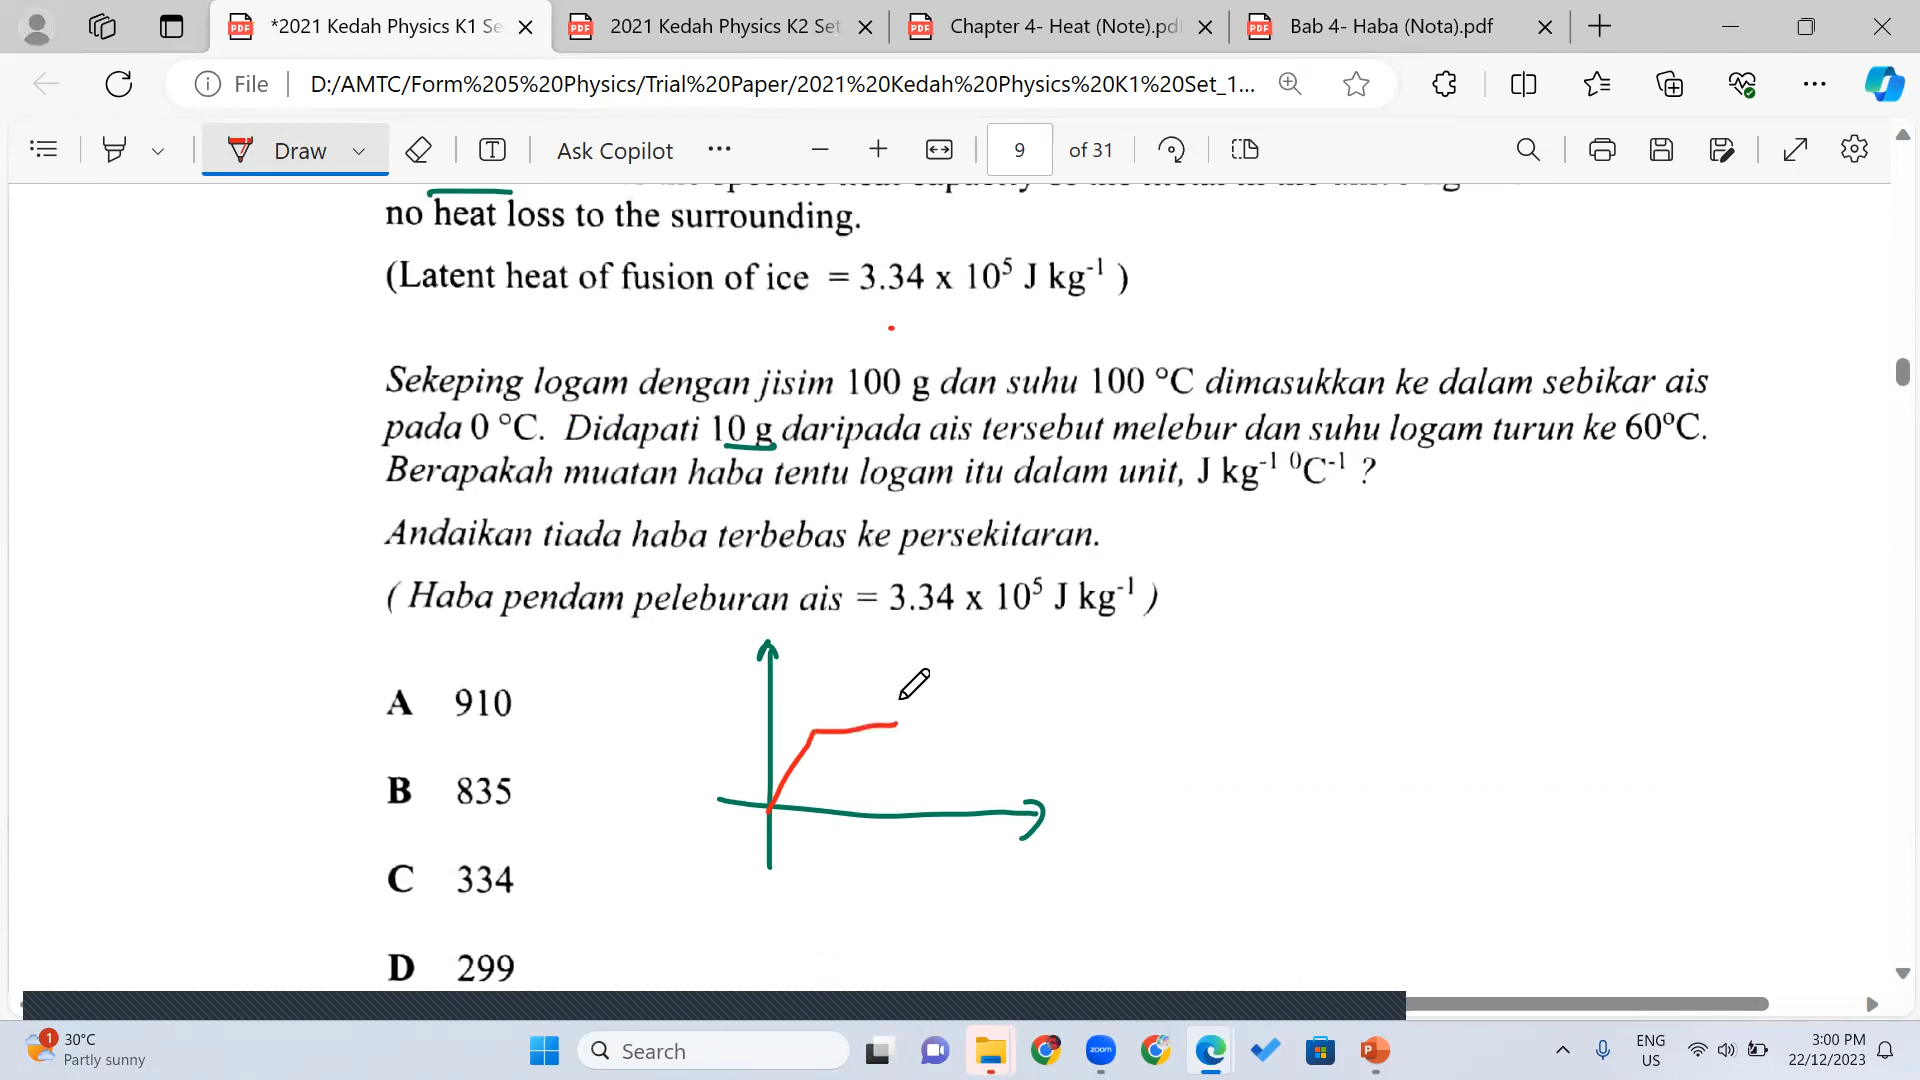 *2021 Kedah Physics K1 Se
2021 Kedah Physics K2 Set
Chapter 4- Heat (Note).pd
Bab 4- Haba (Nota).pdf
File
D:/AMTC/Form%205%20Physics/Trial%20Paper/2021%20Kedah%20Physics%20K1%20Set_1...
Draw
Ask Copilot
9 of 31
no heat loss to the surrounding.
(Latent heat of fusion of ice = 3.34 x 10⁵ J kg⁻¹ )
Sekeping logam dengan jisim 100 g dan suhu 100 °C dimasukkan ke dalam sebikar ais
pada 0 °C. Didapati 10 g daripada ais tersebut melebur dan suhu logam turun ke 60°C.
Berapakah muatan haba tentu logam itu dalam unit, J kg⁻¹ ⁰C⁻¹ ?
Andaikan tiada haba terbebas ke persekitaran.
( Haba pendam peleburan ais = 3.34 x 10⁵ J kg⁻¹ )
A 910
B 835
C 334
D 299
1
30°C
Partly sunny
Search
zoom
ENG
US
3:00 PM
22/12/2023